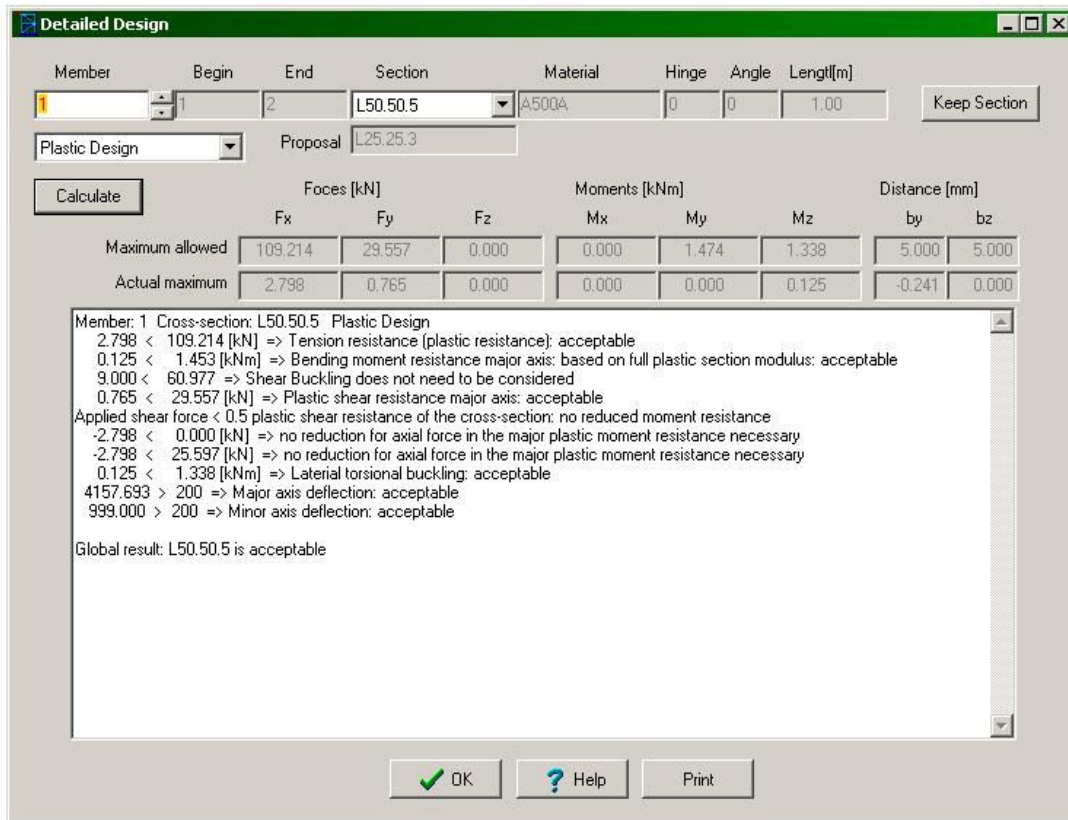 Detailed Design
Member Begin End Section Material Hinge Angle Lengtl[m]
1 1 2 L50.50.5 A500A 0 0 1.00 Keep Section
Plastic Design Proposal L25.25.3
Calculate Foces [kN] Moments [kNm] Distance [mm]
Fx Fy Fz Mx My Mz by bz
Maximum allowed 109.214 29.557 0.000 0.000 1.474 1.338 5.000 5.000
Actual maximum 2.798 0.765 0.000 0.000 0.000 0.125 -0.241 0.000
Member: 1 Cross-section: L50.50.5 Plastic Design
2.798 < 109.214 [kN] => Tension resistance (plastic resistance): acceptable
0.125 < 1.453 [kNm] => Bending moment resistance major axis: based on full plastic section modulus: acceptable
9.000 < 60.977 => Shear Buckling does not need to be considered
0.765 < 29.557 [kN] => Plastic shear resistance major axis: acceptable
Applied shear force < 0.5 plastic shear resistance of the cross-section: no reduced moment resistance
-2.798 < 0.000 [kN] => no reduction for axial force in the major plastic moment resistance necessary
-2.798 < 25.597 [kN] => no reduction for axial force in the major plastic moment resistance necessary
0.125 < 1.338 [kNm] => Laterial torsional buckling: acceptable
4157.693 > 200 => Major axis deflection: acceptable
999.000 > 200 => Minor axis deflection: acceptable
Global result: L50.50.5 is acceptable
OK ? Help Print